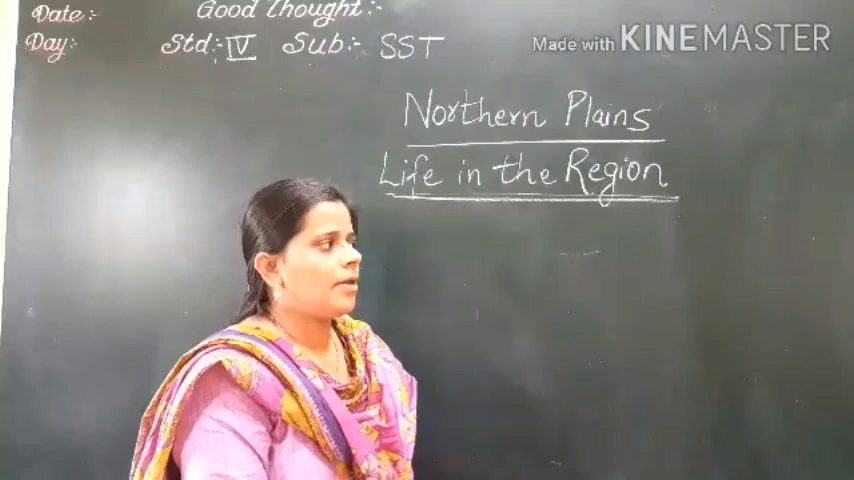 Date:- Good Thought:-
Day:- Std:- IV Sub:- SST
Made with KINEMASTER
Northern Plains
Life in the Region